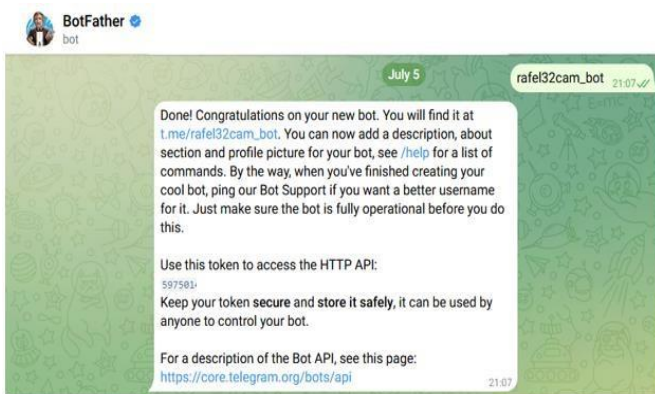 BotFather
bot
July 5
rafel32cam_bot 21:07
Done! Congratulations on your new bot. You will find it at
t.me/rafel32cam_bot. You can now add a description, about
section and profile picture for your bot, see /help for a list of
commands. By the way, when you've finished creating your
cool bot, ping our Bot Support if you want a better username
for it. Just make sure the bot is fully operational before you do
this.
Use this token to access the HTTP API:
597501
Keep your token secure and store it safely, it can be used by
anyone to control your bot.
For a description of the Bot API, see this page:
https://core.telegram.org/bots/api 21:07